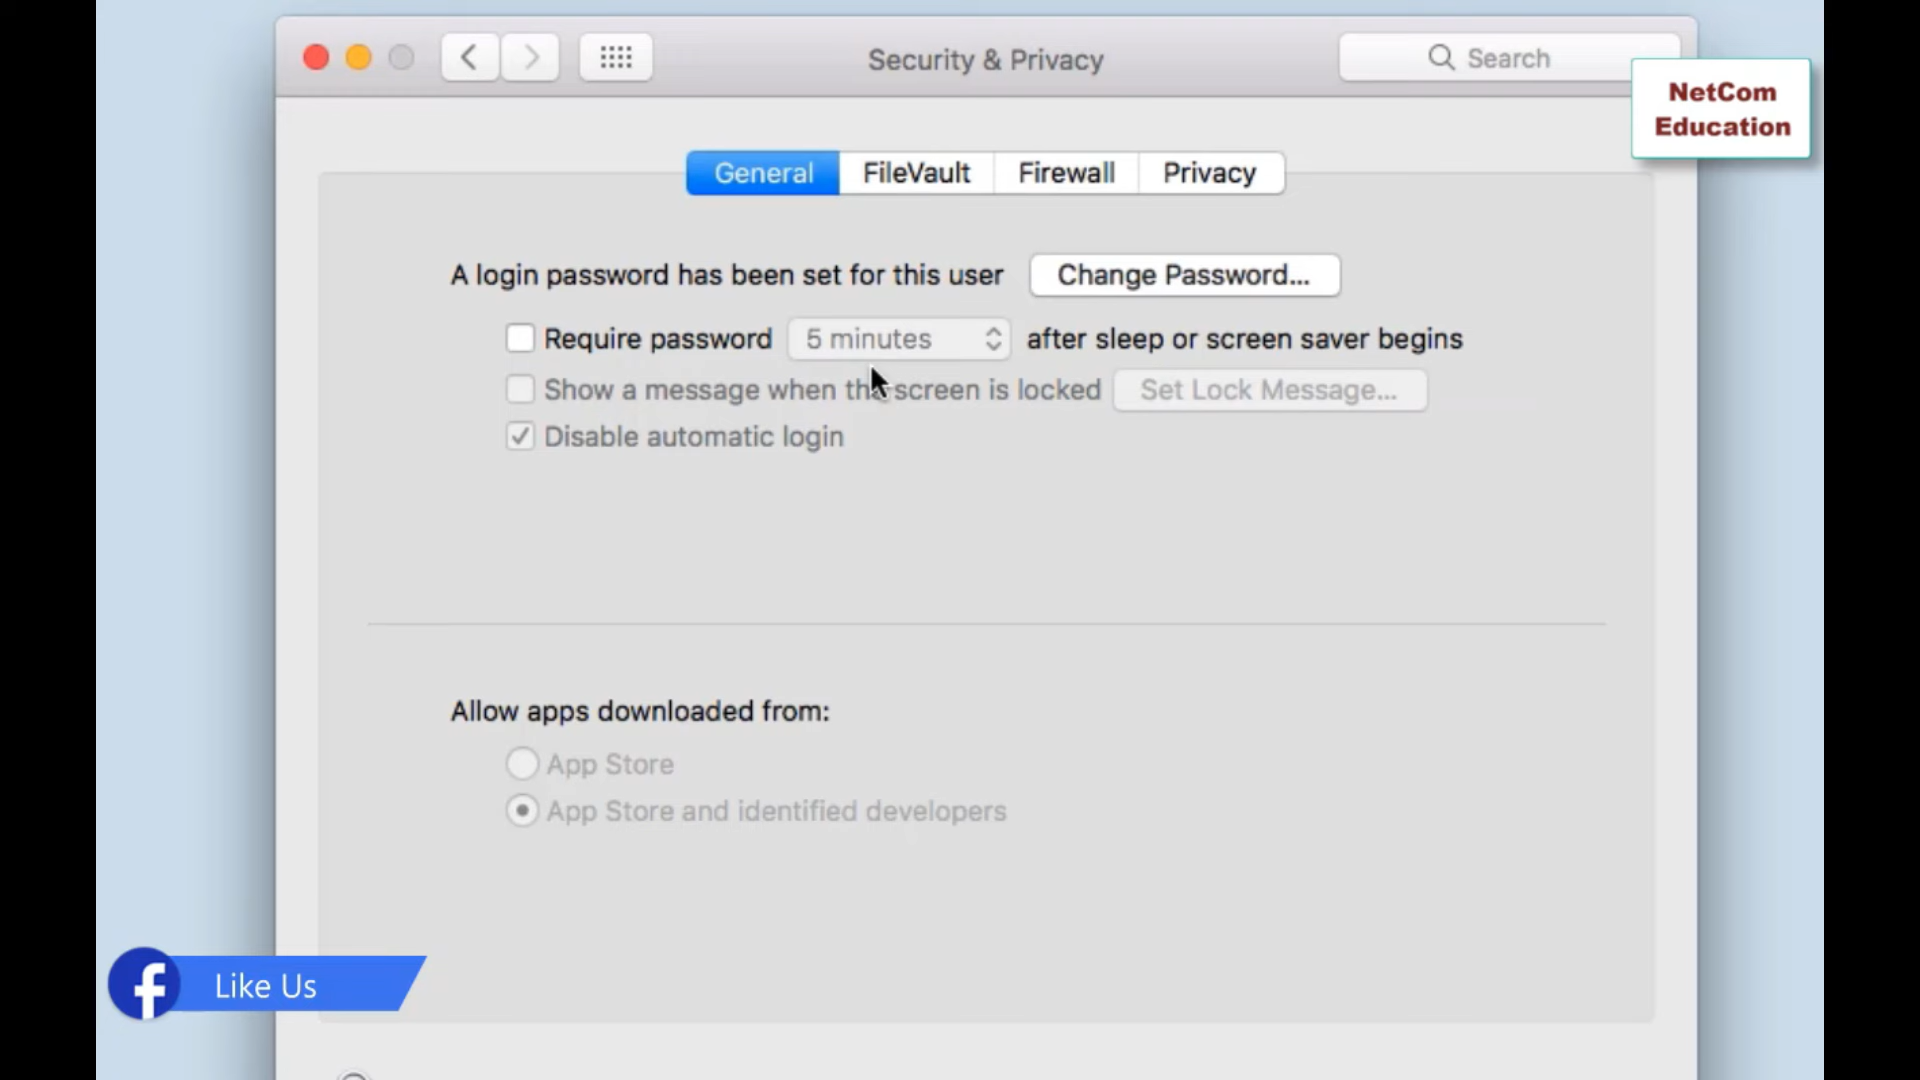 Security & Privacy
Search
NetCom
Education
General
FileVault
Firewall
Privacy
A login password has been set for this user
Change Password...
Require password
5 minutes
after sleep or screen saver begins
Show a message when the screen is locked
Set Lock Message...
Disable automatic login
Allow apps downloaded from:
App Store
App Store and identified developers
f
Like Us